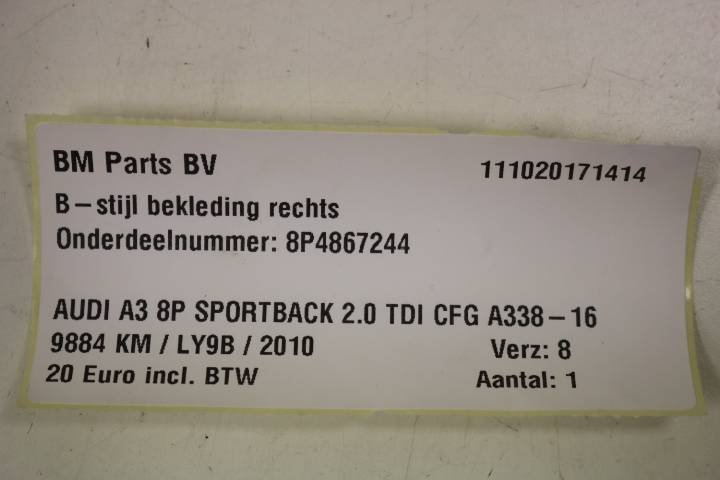 BM Parts BV 111020171414
B-stijl bekleding rechts
Onderdeelnummer: 8P4867244
AUDI A3 8P SPORTBACK 2.0 TDI CFG A338-16
9884 KM / LY9B / 2010 Verz: 8
20 Euro incl. BTW Aantal: 1